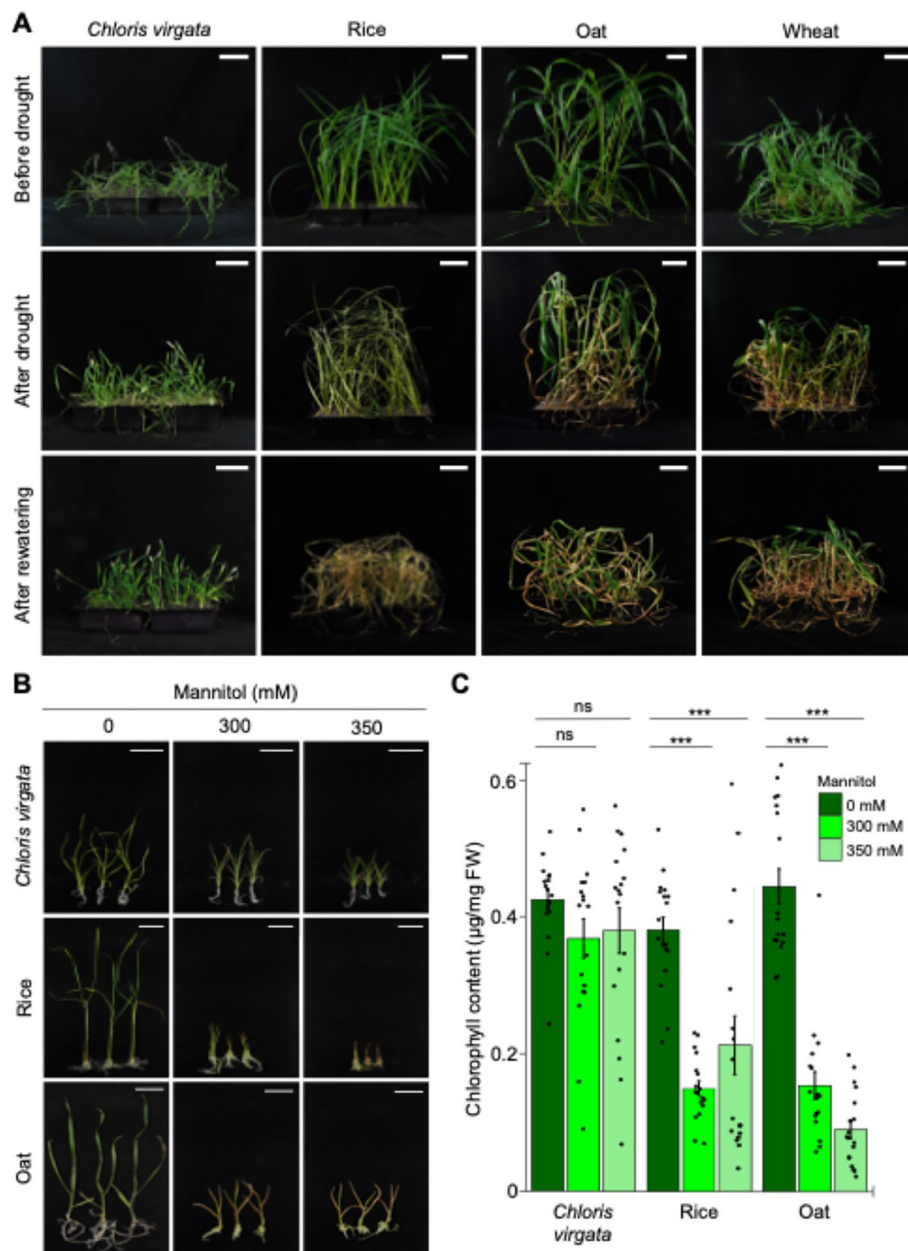 A
Chloris virgata
Rice
Oat
Wheat
Before drought
After drought
After rewatering
B
Mannitol (mM)
0
300
350
Chloris virgata
Rice
Oat
C
ns
ns
***
***
***
***
Mannitol
0 mM
300 mM
350 mM
Chlorophyll content (µg/mg FW)
0.6
0.4
0.2
0
Chloris
virgata
Rice
Oat